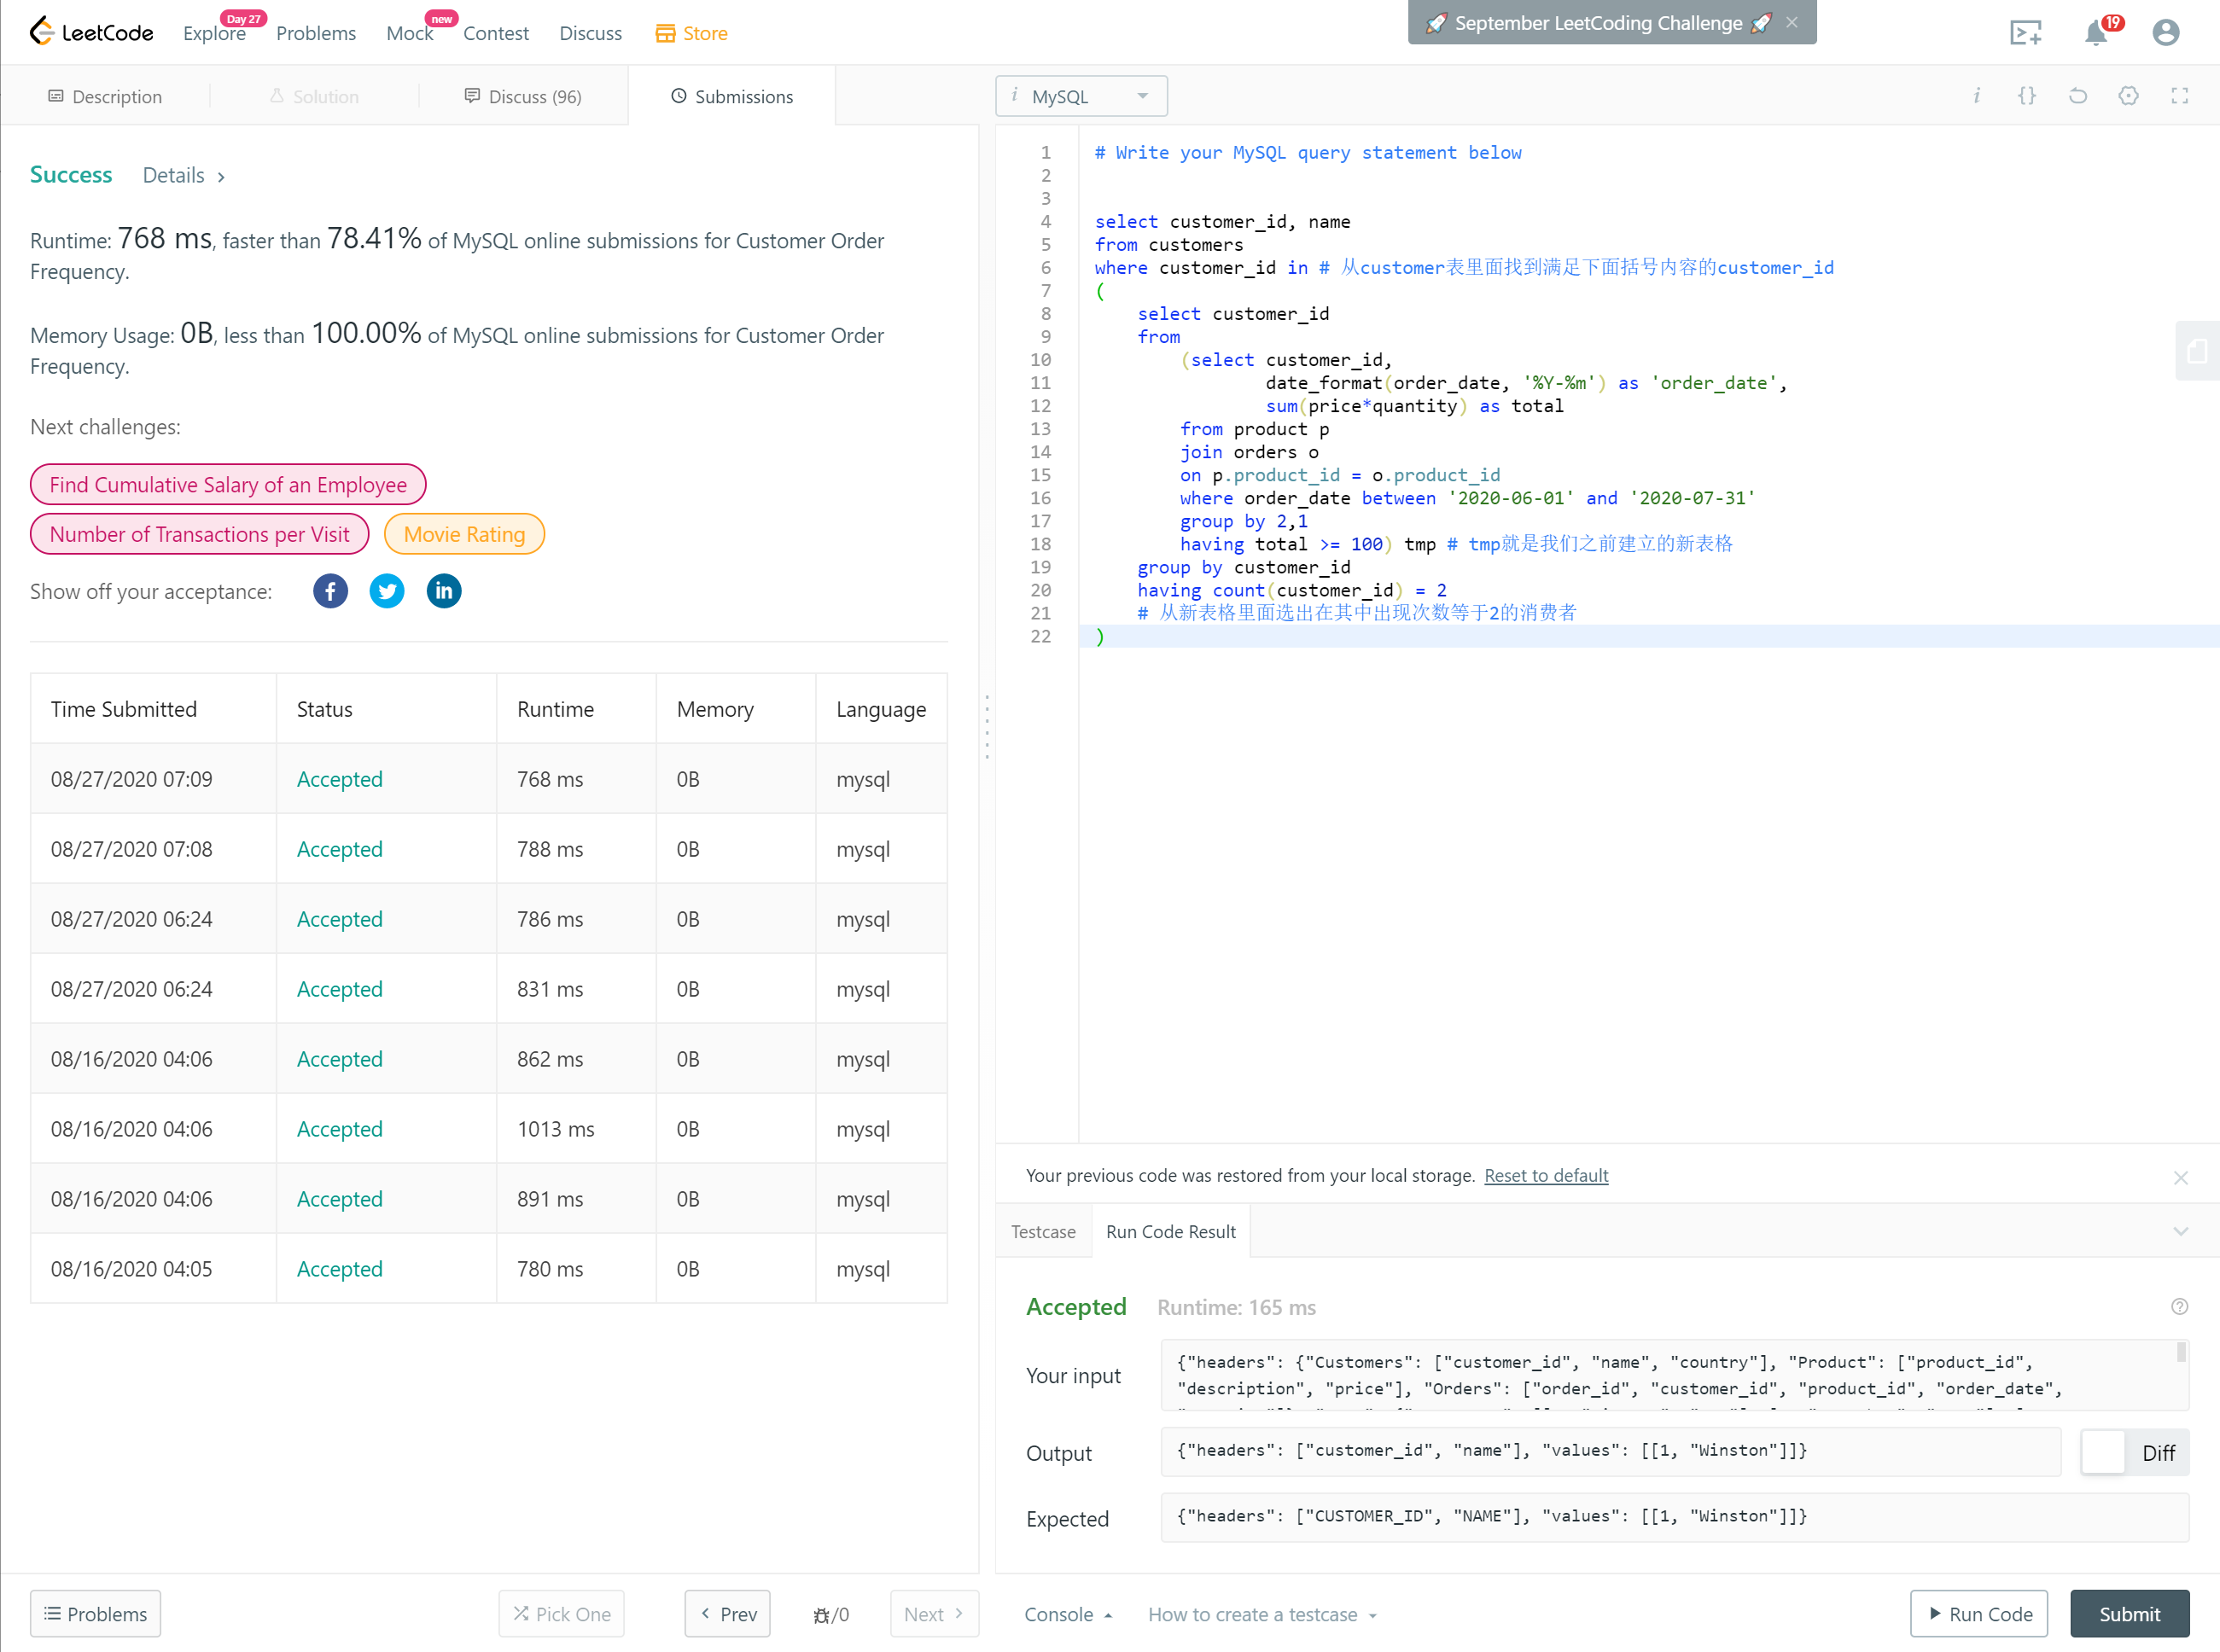 LeetCode
Explore
Day 27
Problems
Mock
new
Contest
Discuss
Store
🚀 September LeetCoding Challenge 🚀
19
Description
Solution
Discuss (96)
Submissions
i MySQL
Success
Details
Runtime: 768 ms, faster than 78.41% of MySQL online submissions for Customer Order
Frequency.
Memory Usage: 0B, less than 100.00% of MySQL online submissions for Customer Order
Frequency.
Next challenges:
Find Cumulative Salary of an Employee
Number of Transactions per Visit
Movie Rating
Show off your acceptance:
Time Submitted Status Runtime Memory Language
08/27/2020 07:09 Accepted 768 ms 0B mysql
08/27/2020 07:08 Accepted 788 ms 0B mysql
08/27/2020 06:24 Accepted 786 ms 0B mysql
08/27/2020 06:24 Accepted 831 ms 0B mysql
08/16/2020 04:06 Accepted 862 ms 0B mysql
08/16/2020 04:06 Accepted 1013 ms 0B mysql
08/16/2020 04:06 Accepted 891 ms 0B mysql
08/16/2020 04:05 Accepted 780 ms 0B mysql
Problems
Pick One
Prev
/0
Next
1 # Write your MySQL query statement below
2
3
4 select customer_id, name
5 from customers
6 where customer_id in # 从customer表里面找到满足下面括号内容的customer_id
7 (
8 select customer_id
9 from
10 (select customer_id,
11 date_format(order_date, '%Y-%m') as 'order_date',
12 sum(price*quantity) as total
13 from product p
14 join orders o
15 on p.product_id = o.product_id
16 where order_date between '2020-06-01' and '2020-07-31'
17 group by 2,1
18 having total >= 100) tmp # tmp就是我们之前建立的新表格
19 group by customer_id
20 having count(customer_id) = 2
21 # 从新表格里面选出在其中出现次数等于2的消费者
22 )
Your previous code was restored from your local storage. Reset to default
Testcase
Run Code Result
Accepted
Runtime: 165 ms
Your input
{"headers": {"Customers": ["customer_id", "name", "country"], "Product": ["product_id",
"description", "price"], "Orders": ["order_id", "customer_id", "product_id", "order_date",
Output
{"headers": ["customer_id", "name"], "values": [[1, "Winston"]]}
Diff
Expected
{"headers": ["CUSTOMER_ID", "NAME"], "values": [[1, "Winston"]]}
Console
How to create a testcase
Run Code
Submit